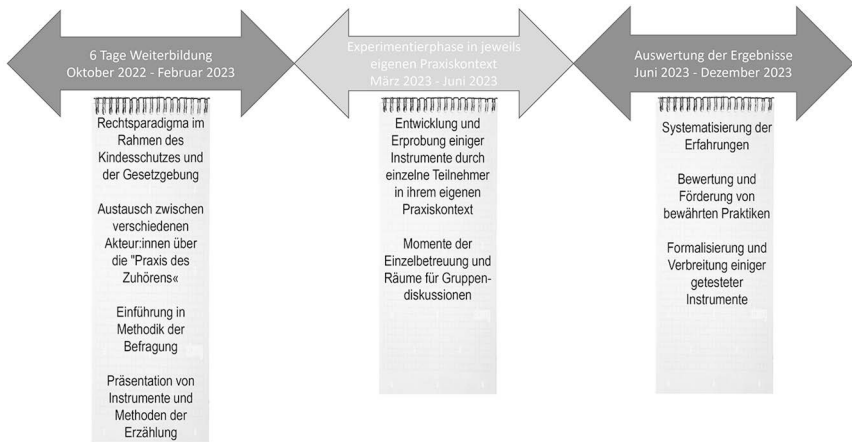 6 Tage Weiterbildung
Oktober 2022 - Februar 2023
Rechtsparadigma im
Rahmen des
Kindesschutzes und
der Gesetzgebung
Austausch zwischen
verschiedenen
Akteur:innen über
die "Praxis des
Zuhörens«
Einführung in
Methodik der
Befragung
Präsentation von
Instrumente und
Methoden der
Erzählung
Experimentierphase in jeweils
eigenen Praxiskontext
März 2023 - Juni 2023
Entwicklung und
Erprobung einiger
Instrumente durch
einzelne Teilnehmer
in ihrem eigenen
Praxiskontext
Momente der
Einzelbetreuung und
Räume für Gruppen-
diskussionen
Auswertung der Ergebnisse
Juni 2023 - Dezember 2023
Systematisierung der
Erfahrungen
Bewertung und
Förderung von
bewährten Praktiken
Formalisierung und
Verbreitung einiger
getesteter
Instrumente